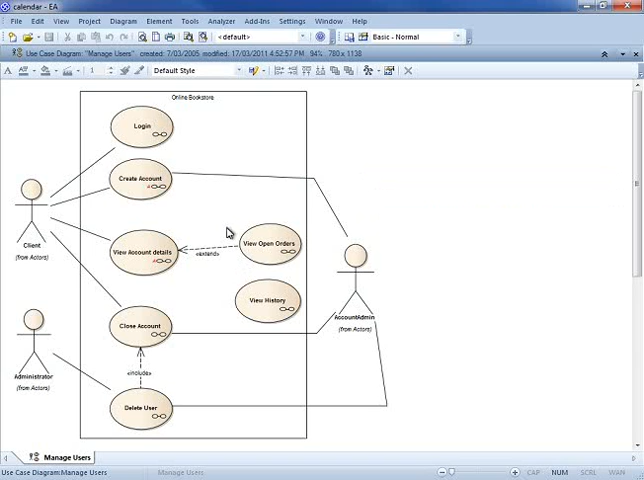 calendar - EA
File Edit View Project Diagram Element Tools Analyzer Add-Ins Settings Window Help
<default> Basic - Normal
Use Case Diagram: "Manage Users" created: 7/03/2005 modified: 17/03/2011 4:52:57 PM 94% 780 x 1138
A 1 Default Style
Online Bookstore
Login
Create Account
Client
(from Actors)
View Account details
«extend»
View Open Orders
View History
AccountAdmin
(from Actors)
Close Account
Administrator
(from Actors)
«include»
Delete User
Manage Users
Use Case Diagram:Manage Users Manage Users CAP NUM SCRL WAN